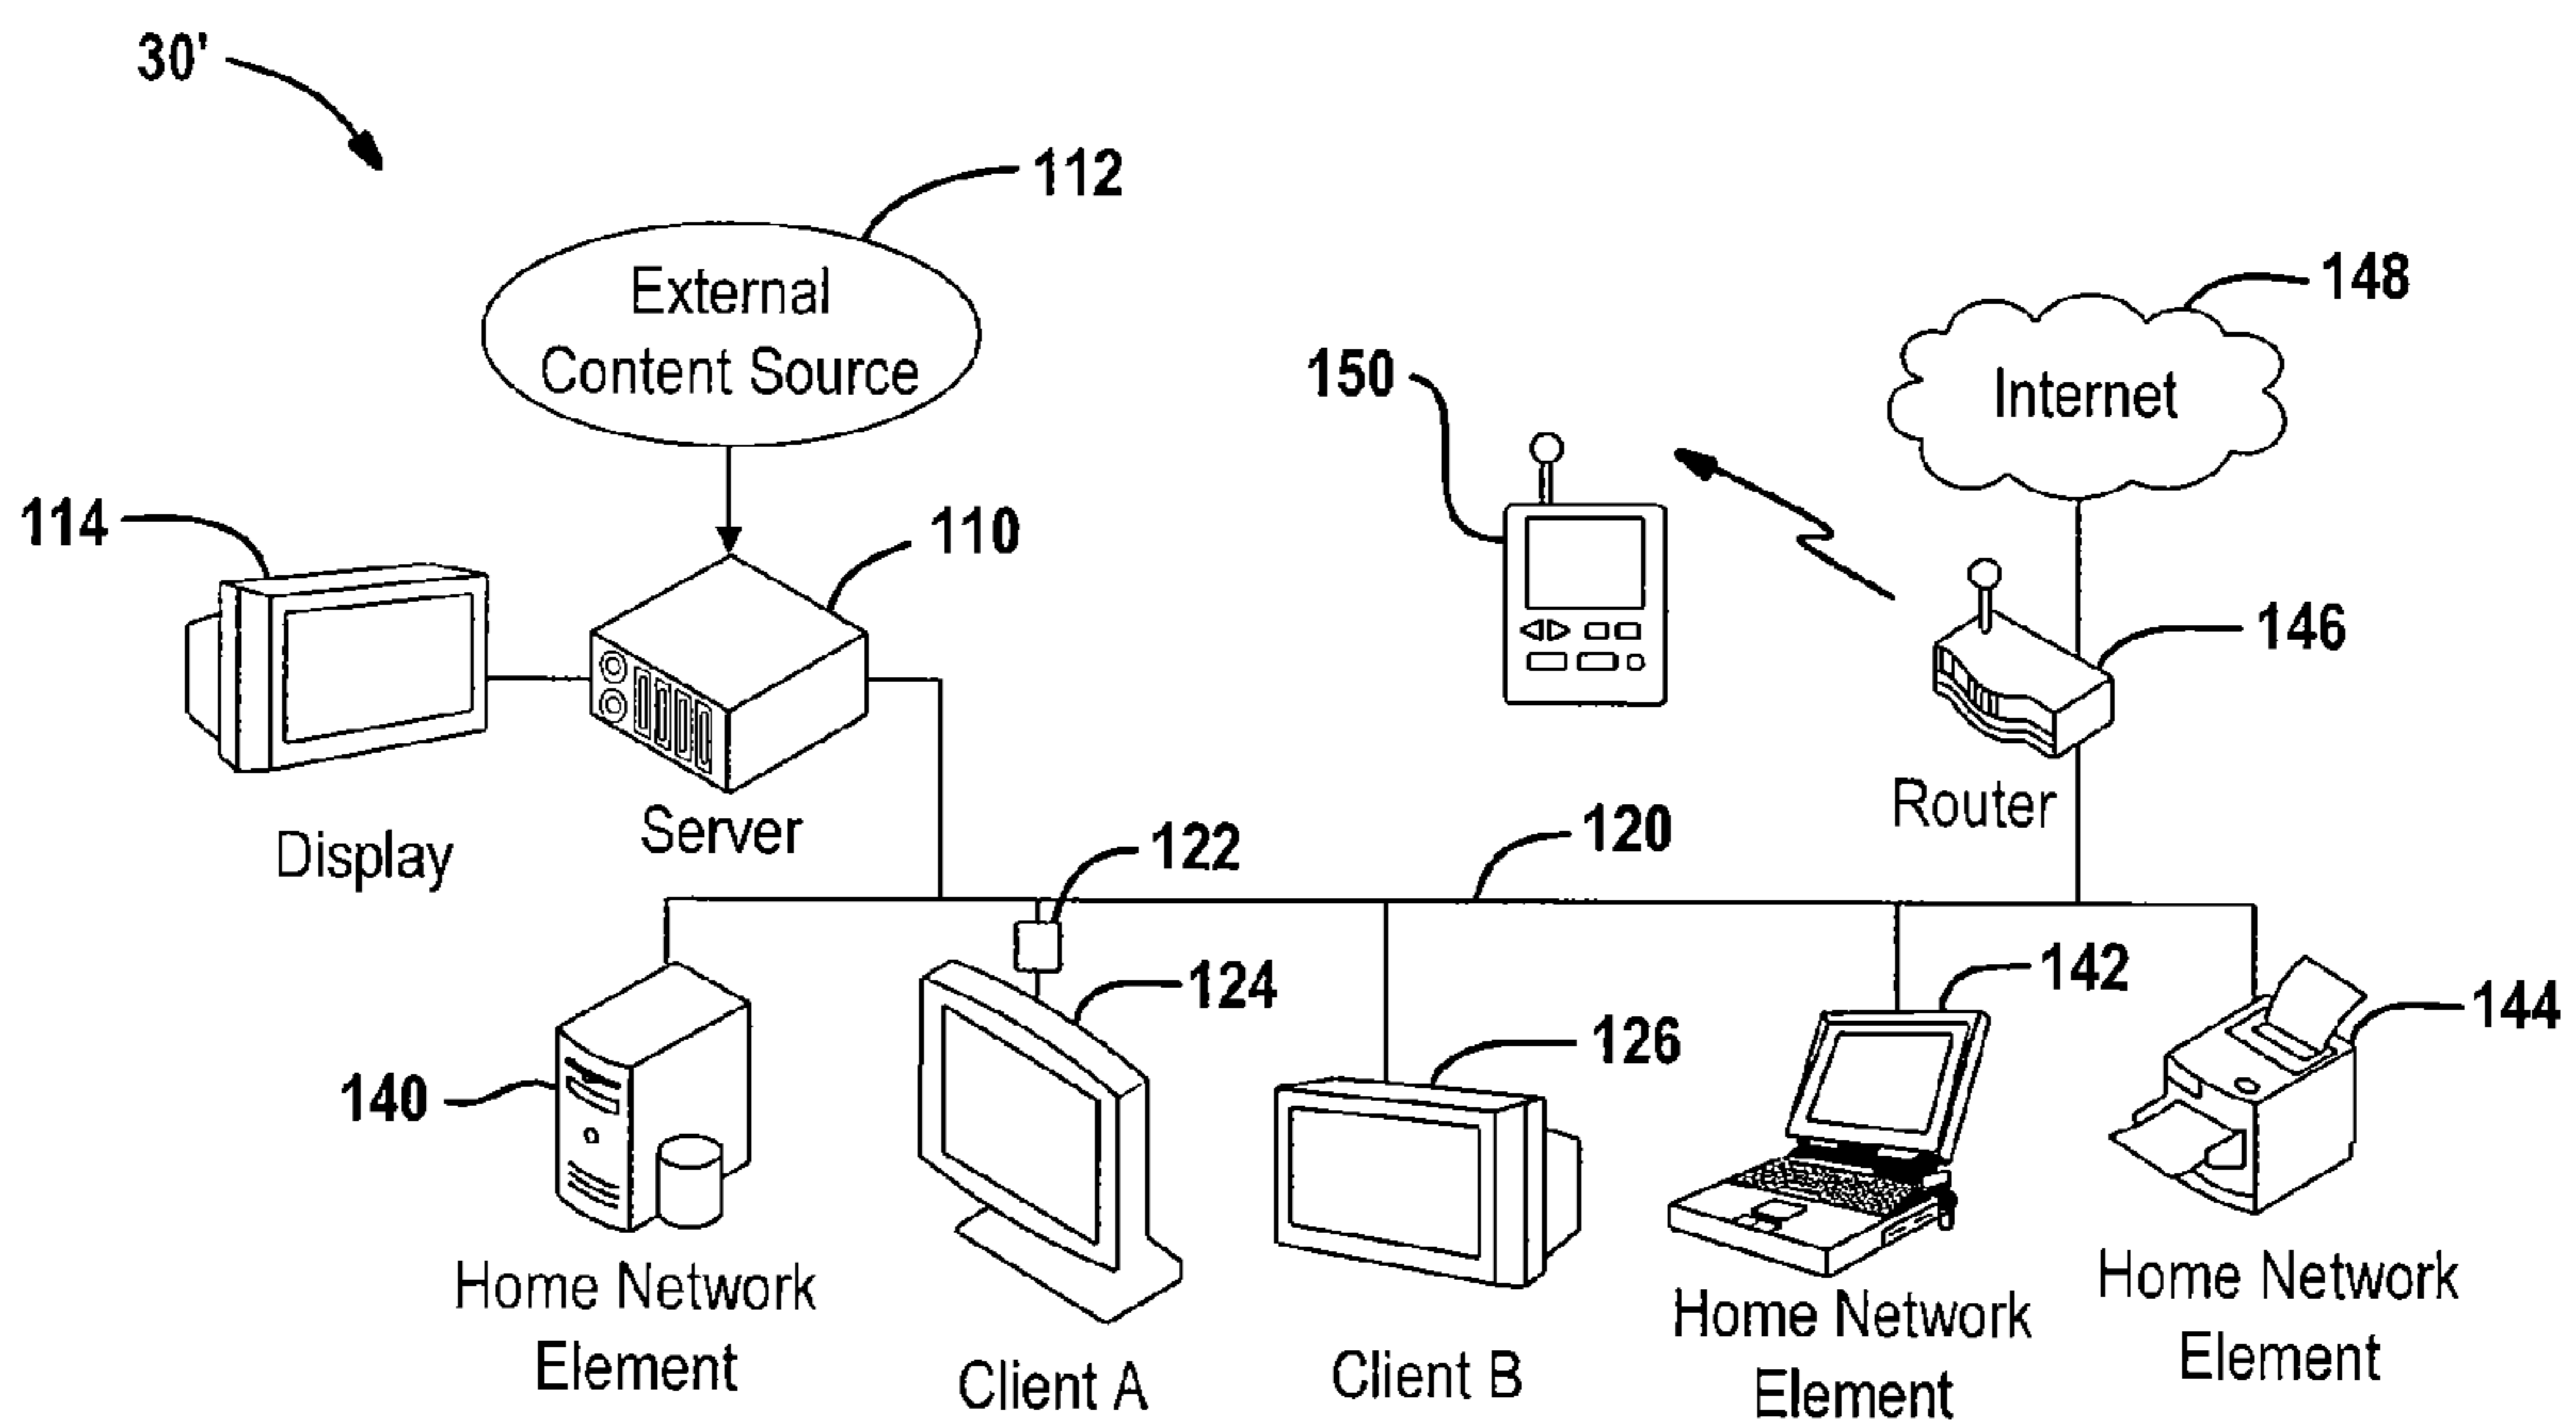 30'
112
External
Content Source
148
Internet
150
114
110
146
Router
Server
Display
120
122
124
142
144
126
140
Home Network
Element
Client A
Client B
Home Network
Element
Home Network
Element